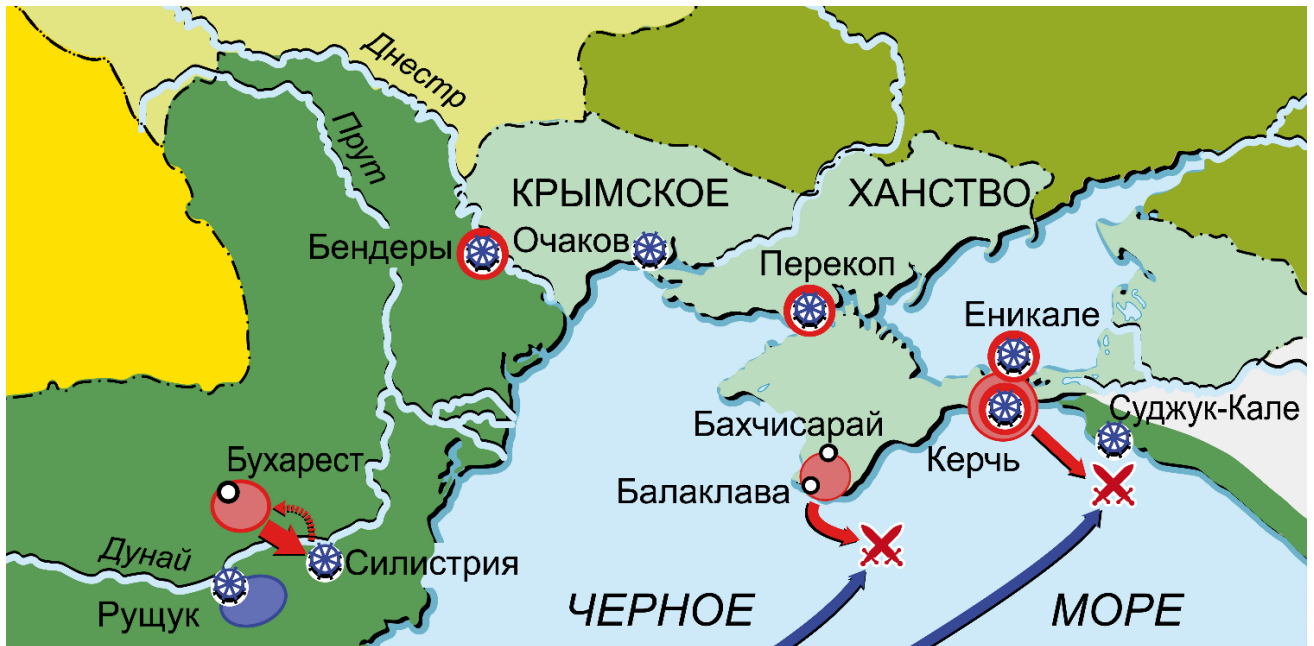 Днестр
Прут
КРЫМСКОЕ ХАНСТВО
Бендеры
Очаков
Перекоп
Еникале
Бахчисарай
Суджук-Кале
Бухарест
Керчь
Балаклава
Дунай
Силистрия
Рущук
ЧЕРНОЕ МОРЕ